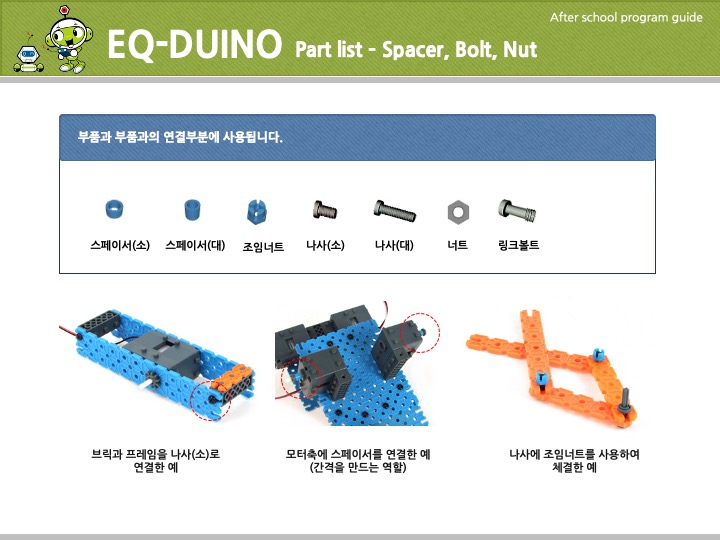 After school program guide
EQ-DUINO Part list - Spacer, Bolt, Nut
부품과 부품과의 연결부분에 사용됩니다.
스페이서(소) 스페이서(대) 조임너트 나사(소) 나사(대) 너트 링크볼트
브릭과 프레임을 나사(소)로
연결한 예
모터축에 스페이서를 연결한 예
(간격을 만드는 역할)
나사에 조임너트를 사용하여
체결한 예